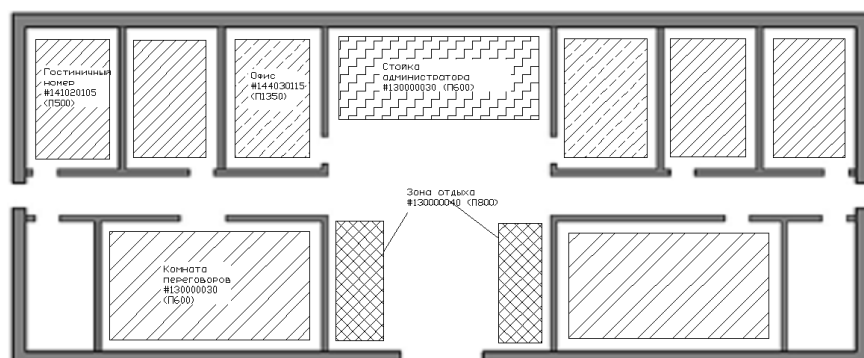 Гостиничный
номер
#141020105
(П500)
Офис
#144030115
(П1350)
Стойка
администратора
#130000030 (П600)
Зона отдыха
#130000040 (П800)
Комната
переговоров
#130000030
(П600)